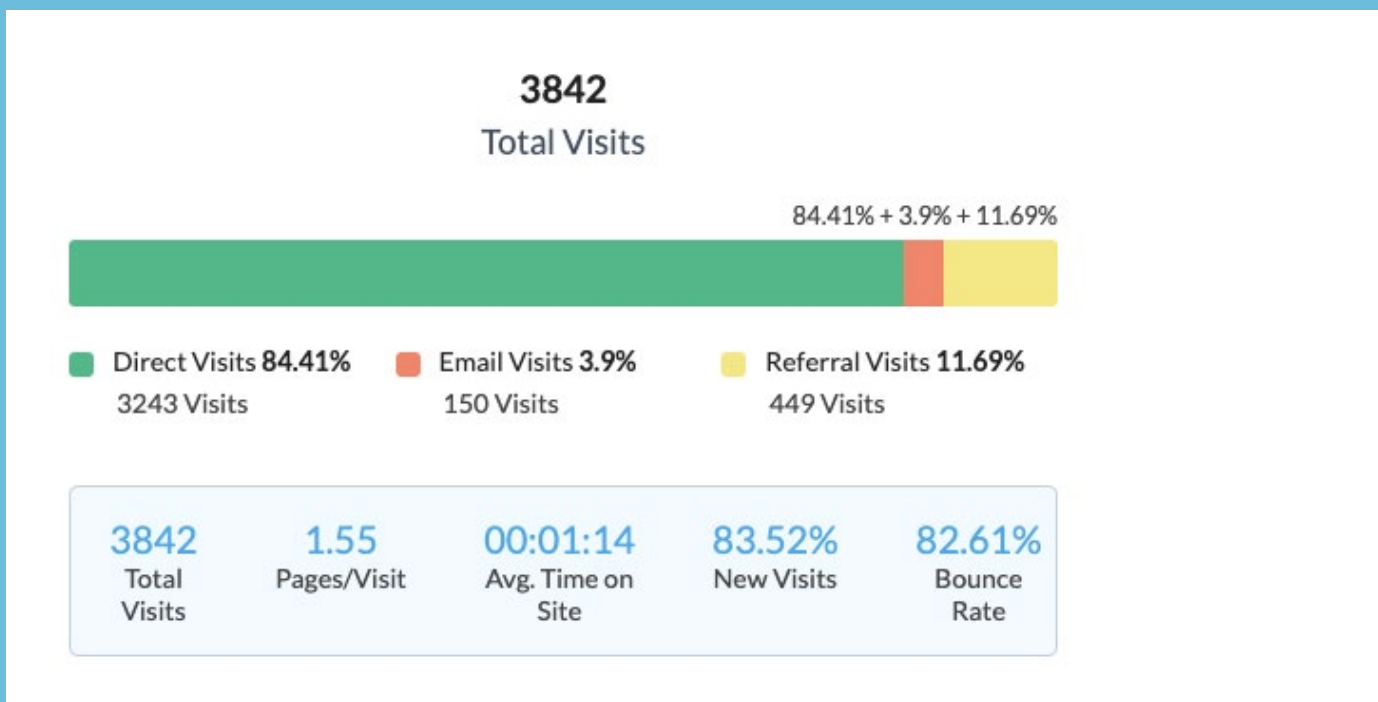 3842
Total Visits
84.41% + 3.9% + 11.69%
Direct Visits 84.41%
3243 Visits
Email Visits 3.9%
150 Visits
Referral Visits 11.69%
449 Visits
3842
Total
Visits
1.55
Pages/Visit
00:01:14
Avg. Time on
Site
83.52%
New Visits
82.61%
Bounce
Rate